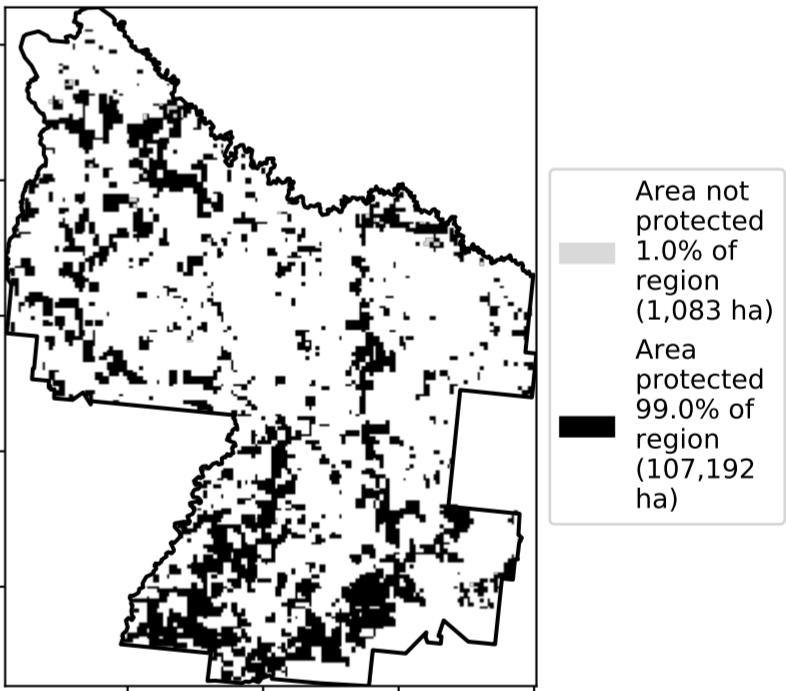 Area not
protected
1.0% of
region
(1,083 ha)
Area
protected
99.0% of
region
(107,192
ha)